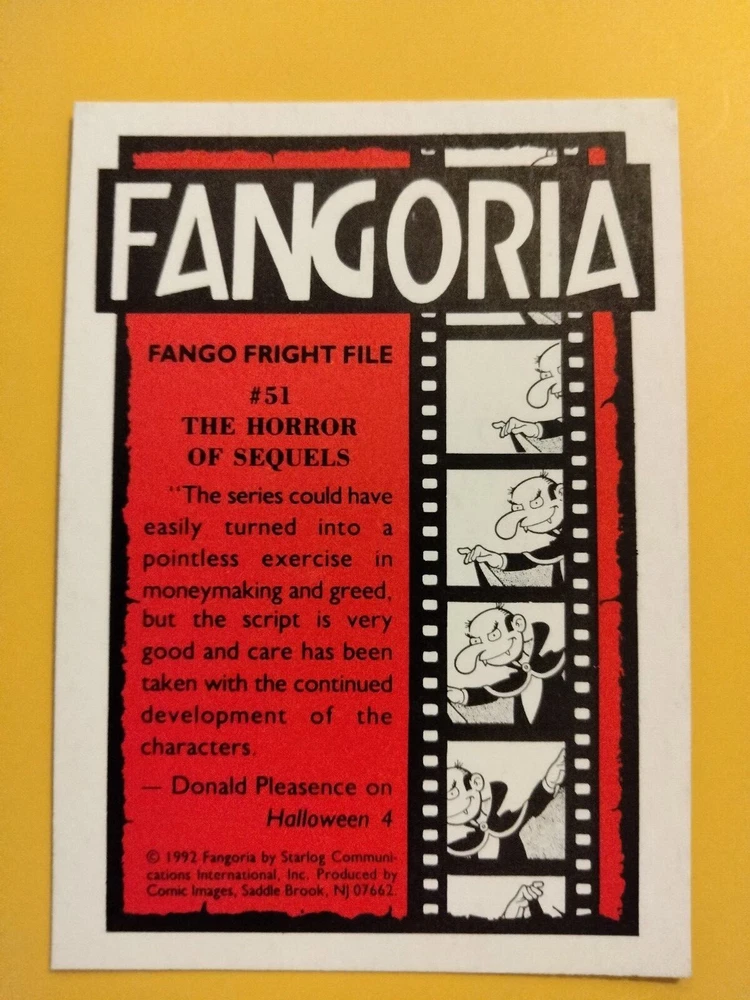 FANGORIA
FANGO FRIGHT FILE
#51
THE HORROR
OF SEQUELS
"The series could have
easily turned into a
pointless exercise in
moneymaking and greed,
but the script is very
good and care has been
taken with the continued
development of the
characters.
— Donald Pleasence on
Halloween 4
© 1992 Fangoria by Starlog Communi-
cations International, Inc. Produced by
Comic Images, Saddle Brook, NJ 07662.